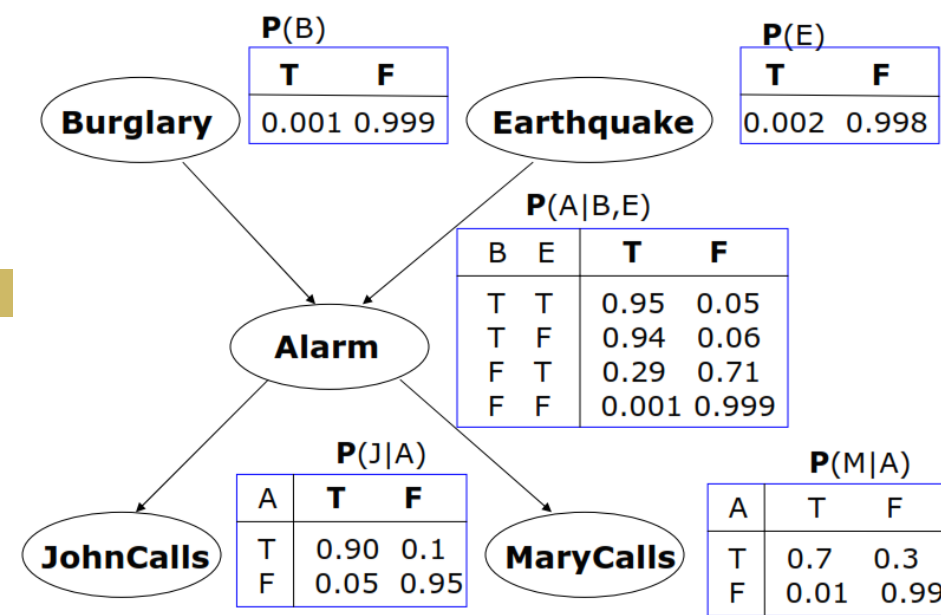 P(B)
T F
0.001 0.999
Burglary
P(E)
T F
0.002 0.998
Earthquake
P(A|B,E)
B E T F
T T 0.95 0.05
T F 0.94 0.06
F T 0.29 0.71
F F 0.001 0.999
Alarm
P(J|A)
A T F
T 0.90 0.1
F 0.05 0.95
JohnCalls
P(M|A)
A T F
T 0.7 0.3
F 0.01 0.99
MaryCalls